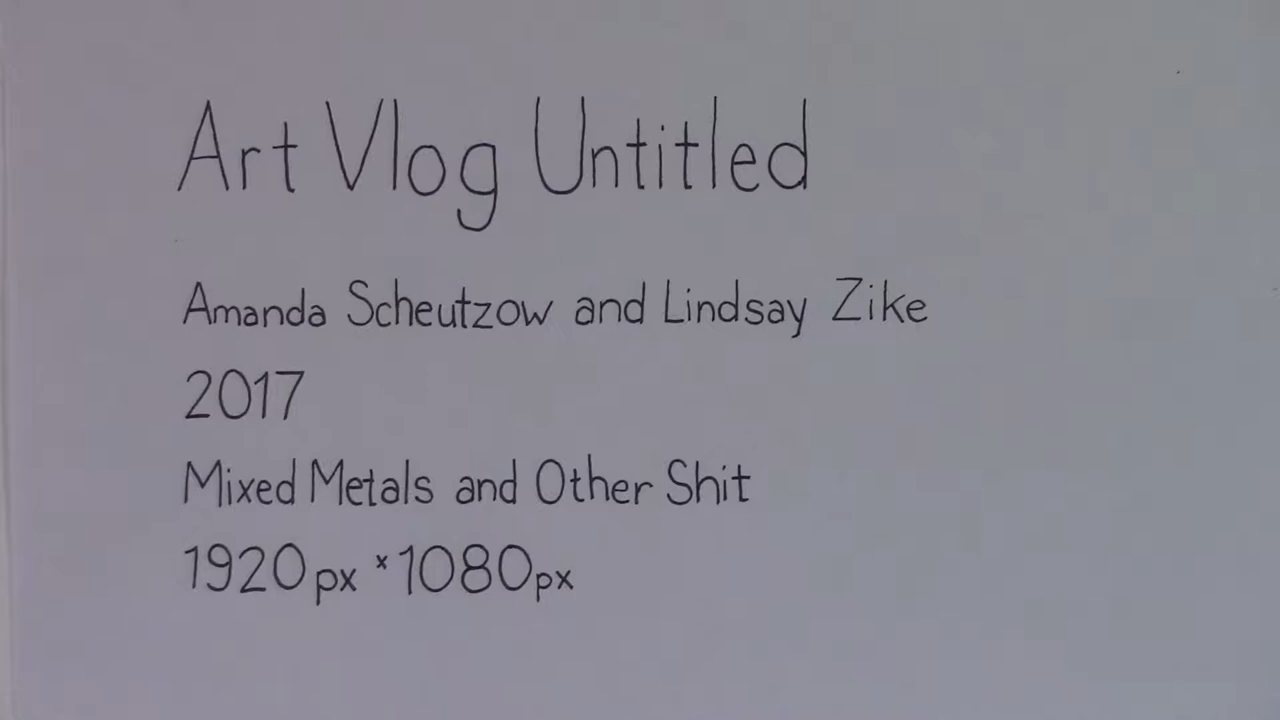 Art Vlog Untitled
Amanda Scheutzow and Lindsay Zike
2017
Mixed Metals and Other Shit
1920px × 1080px